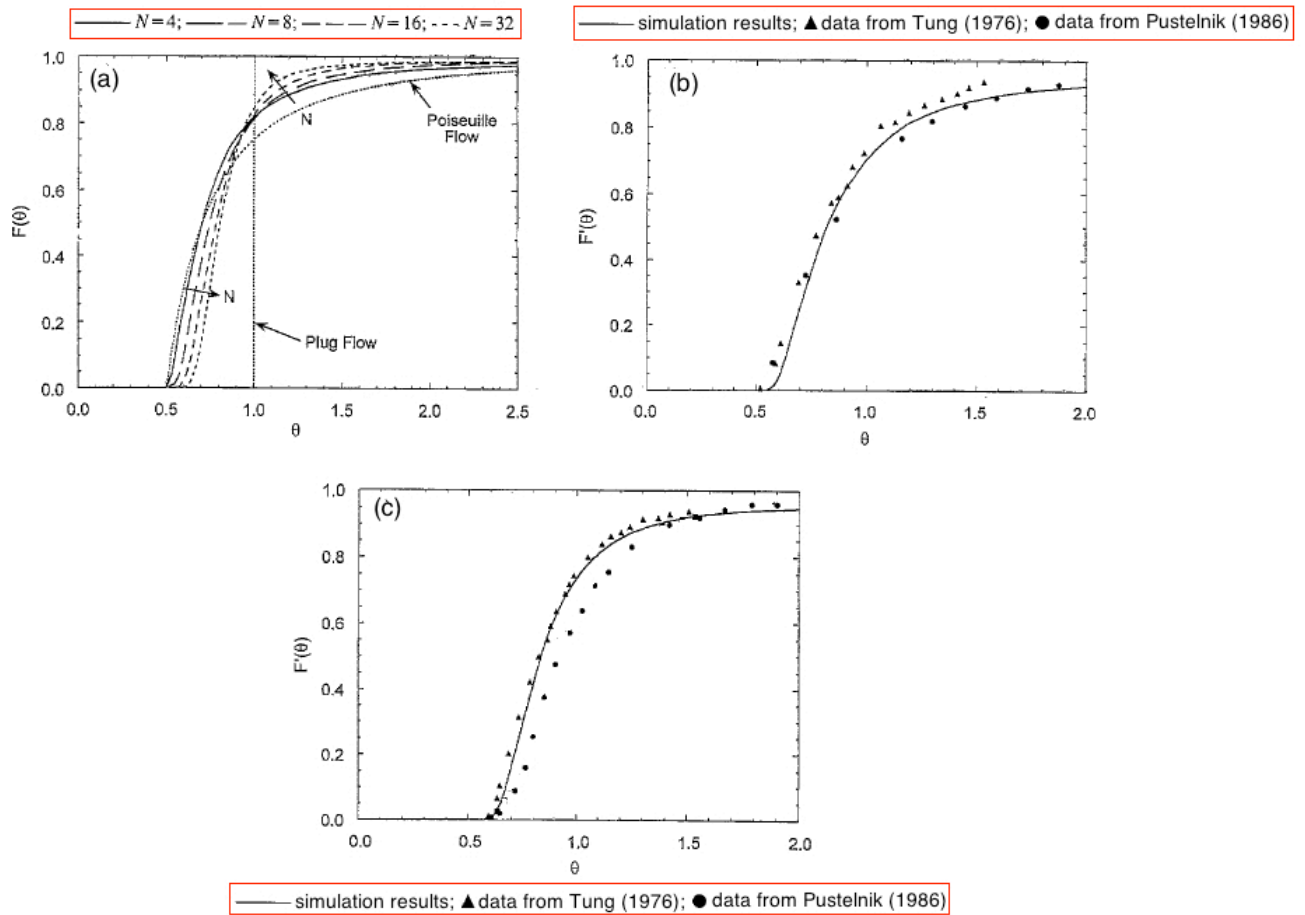 N=4; N=8; N=16; N=32
simulation results; ▲ data from Tung (1976); ● data from Pustelnik (1986)
(a)
1.0
0.8
0.6
0.4
0.2
0.0
F(θ)
N
Poiseuille
Flow
N
Plug Flow
0.0 0.5 1.0 1.5 2.0 2.5
θ
(b)
1.0
0.8
0.6
0.4
0.2
0.0
F'(θ)
0.0 0.5 1.0 1.5 2.0
θ
(c)
1.0
0.8
0.6
0.4
0.2
0.0
F'(θ)
0.0 0.5 1.0 1.5 2.0
θ
simulation results; ▲ data from Tung (1976); ● data from Pustelnik (1986)